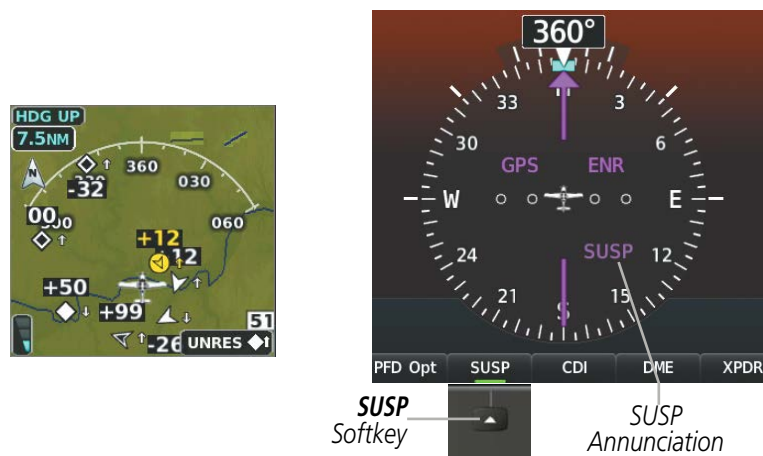 HDG UP
7.5NM
N
360
030
060
-32
00
+12
+50
+99
-26
51
UNRES
360°
33
3
30
6
GPS
ENR
W
E
24
SUSP
12
21
15
S
PFD Opt
SUSP
CDI
DME
XPDR
SUSP
Softkey
SUSP
Annunciation